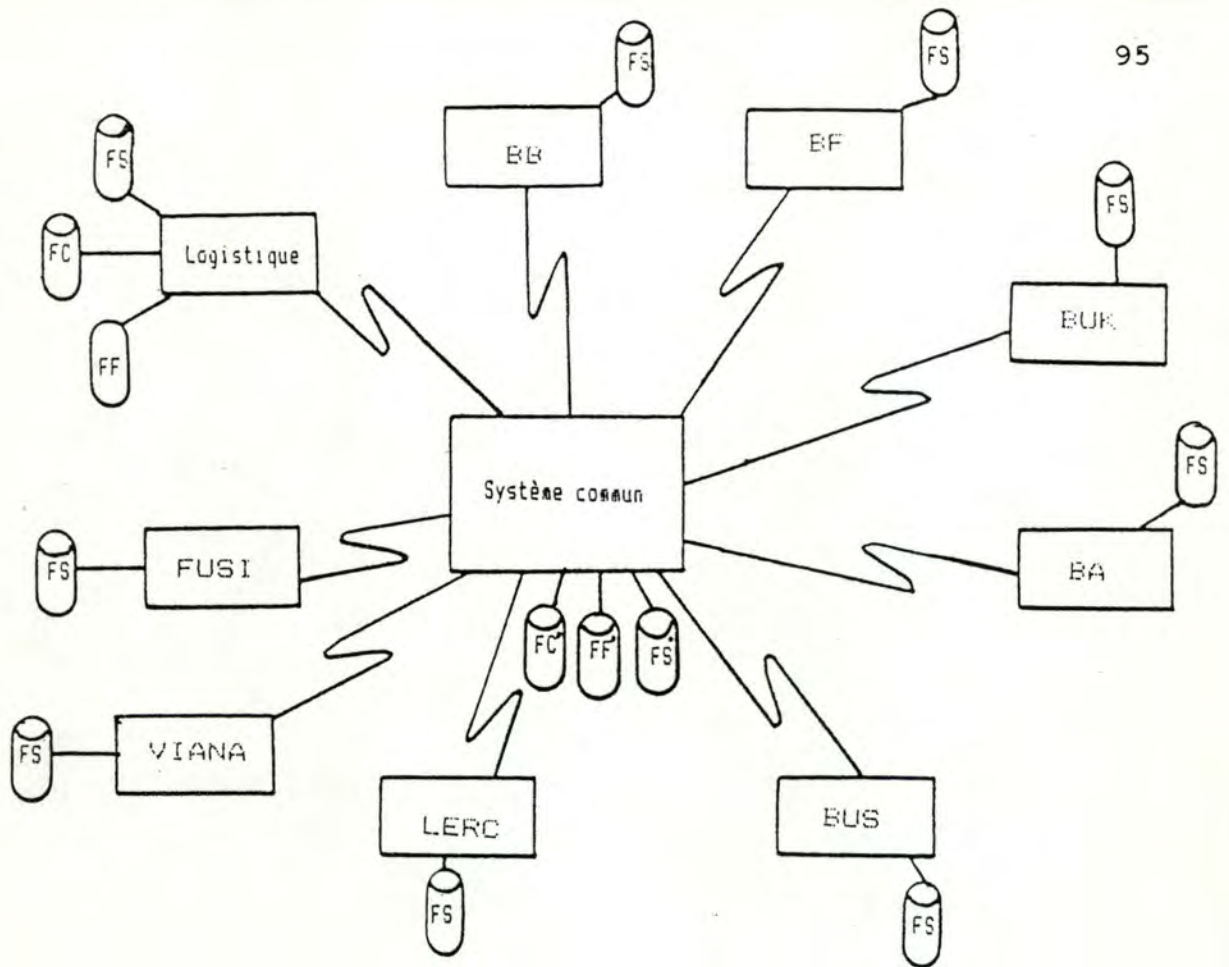 95
FS
BB
FS
BF
FS
FC
FF
Logistique
FS
BUK
Système commun
FS
BA
FS
FUSI
FC
FF
FS
FS
VIANA
LERC
FS
BUS
FS